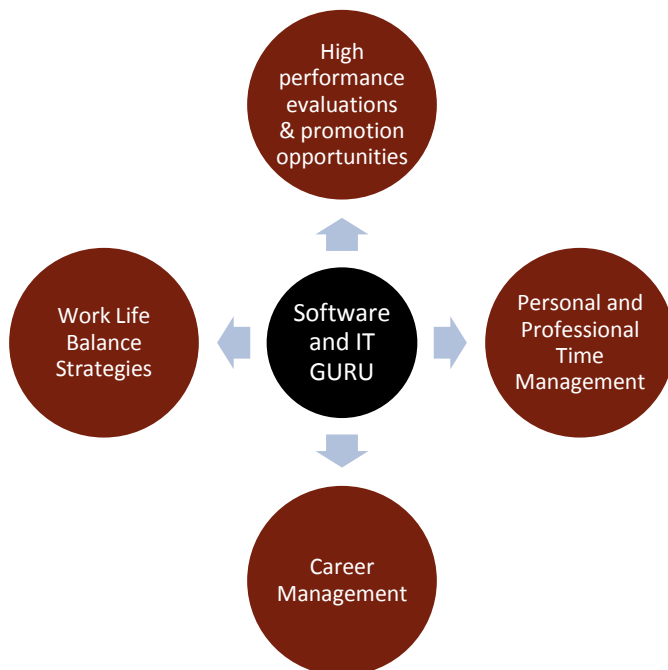 High
performance
evaluations
& promotion
opportunities
Work Life
Balance
Strategies
Software
and IT
GURU
Personal and
Professional
Time
Management
Career
Management